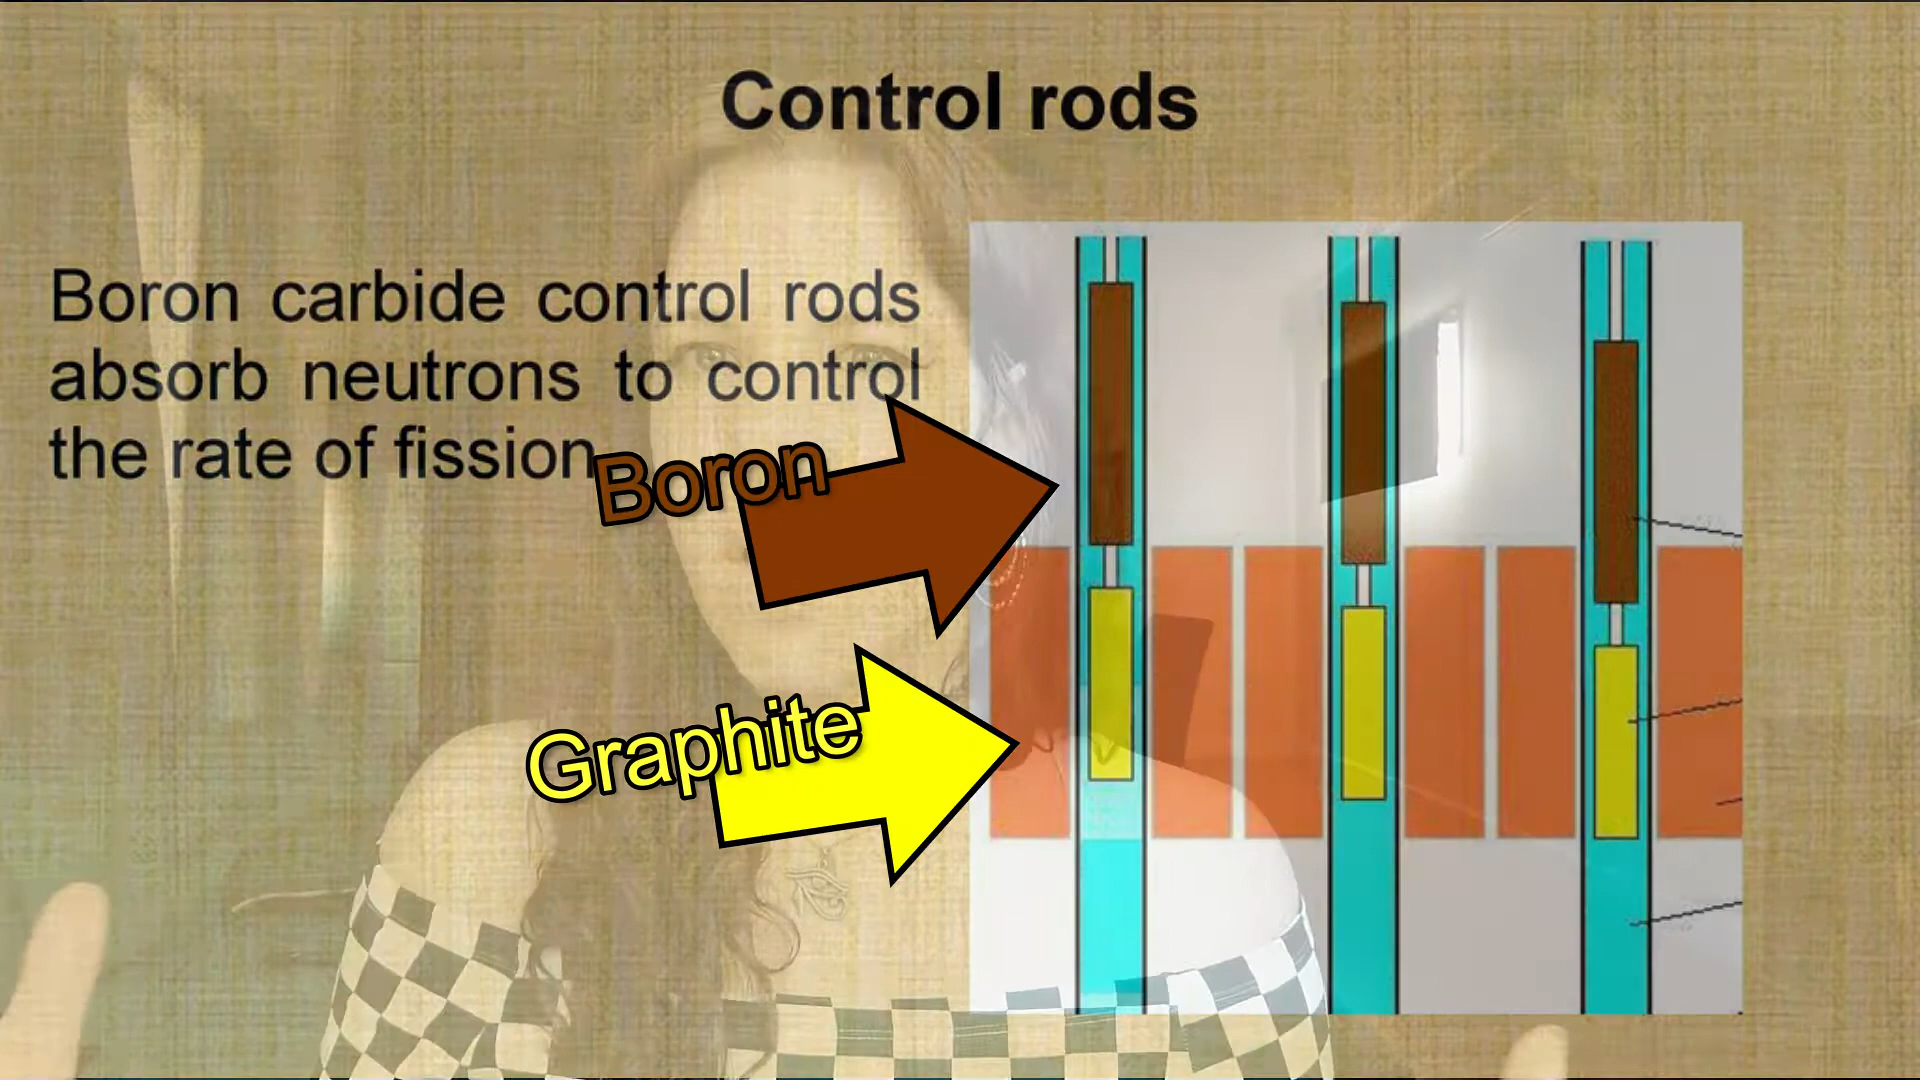 Control rods
Boron carbide control rods
absorb neutrons to control
the rate of fission
Boron
Graphite